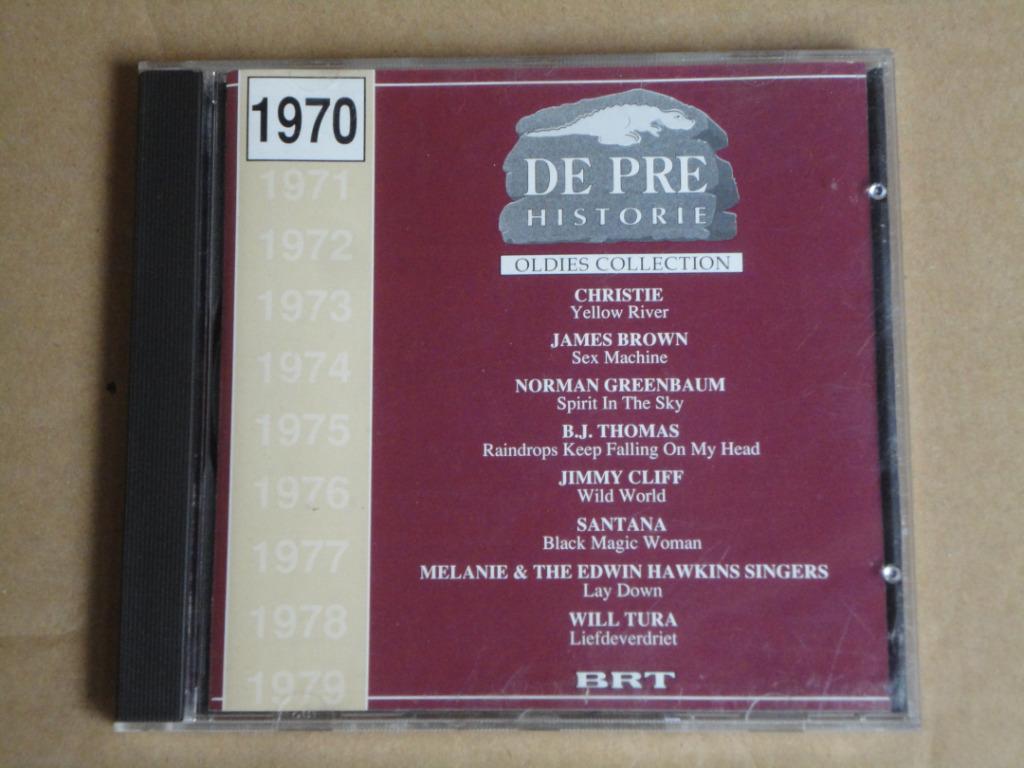 1970
1971
1972
1973
1974
1975
1976
1977
1978
1979
DE PRE
HISTORIE
OLDIES COLLECTION
CHRISTIE
Yellow River
JAMES BROWN
Sex Machine
NORMAN GREENBAUM
Spirit In The Sky
B.J. THOMAS
Raindrops Keep Falling On My Head
JIMMY CLIFF
Wild World
SANTANA
Black Magic Woman
MELANIE & THE EDWIN HAWKINS SINGERS
Lay Down
WILL TURA
Liefdeverdriet
BRT